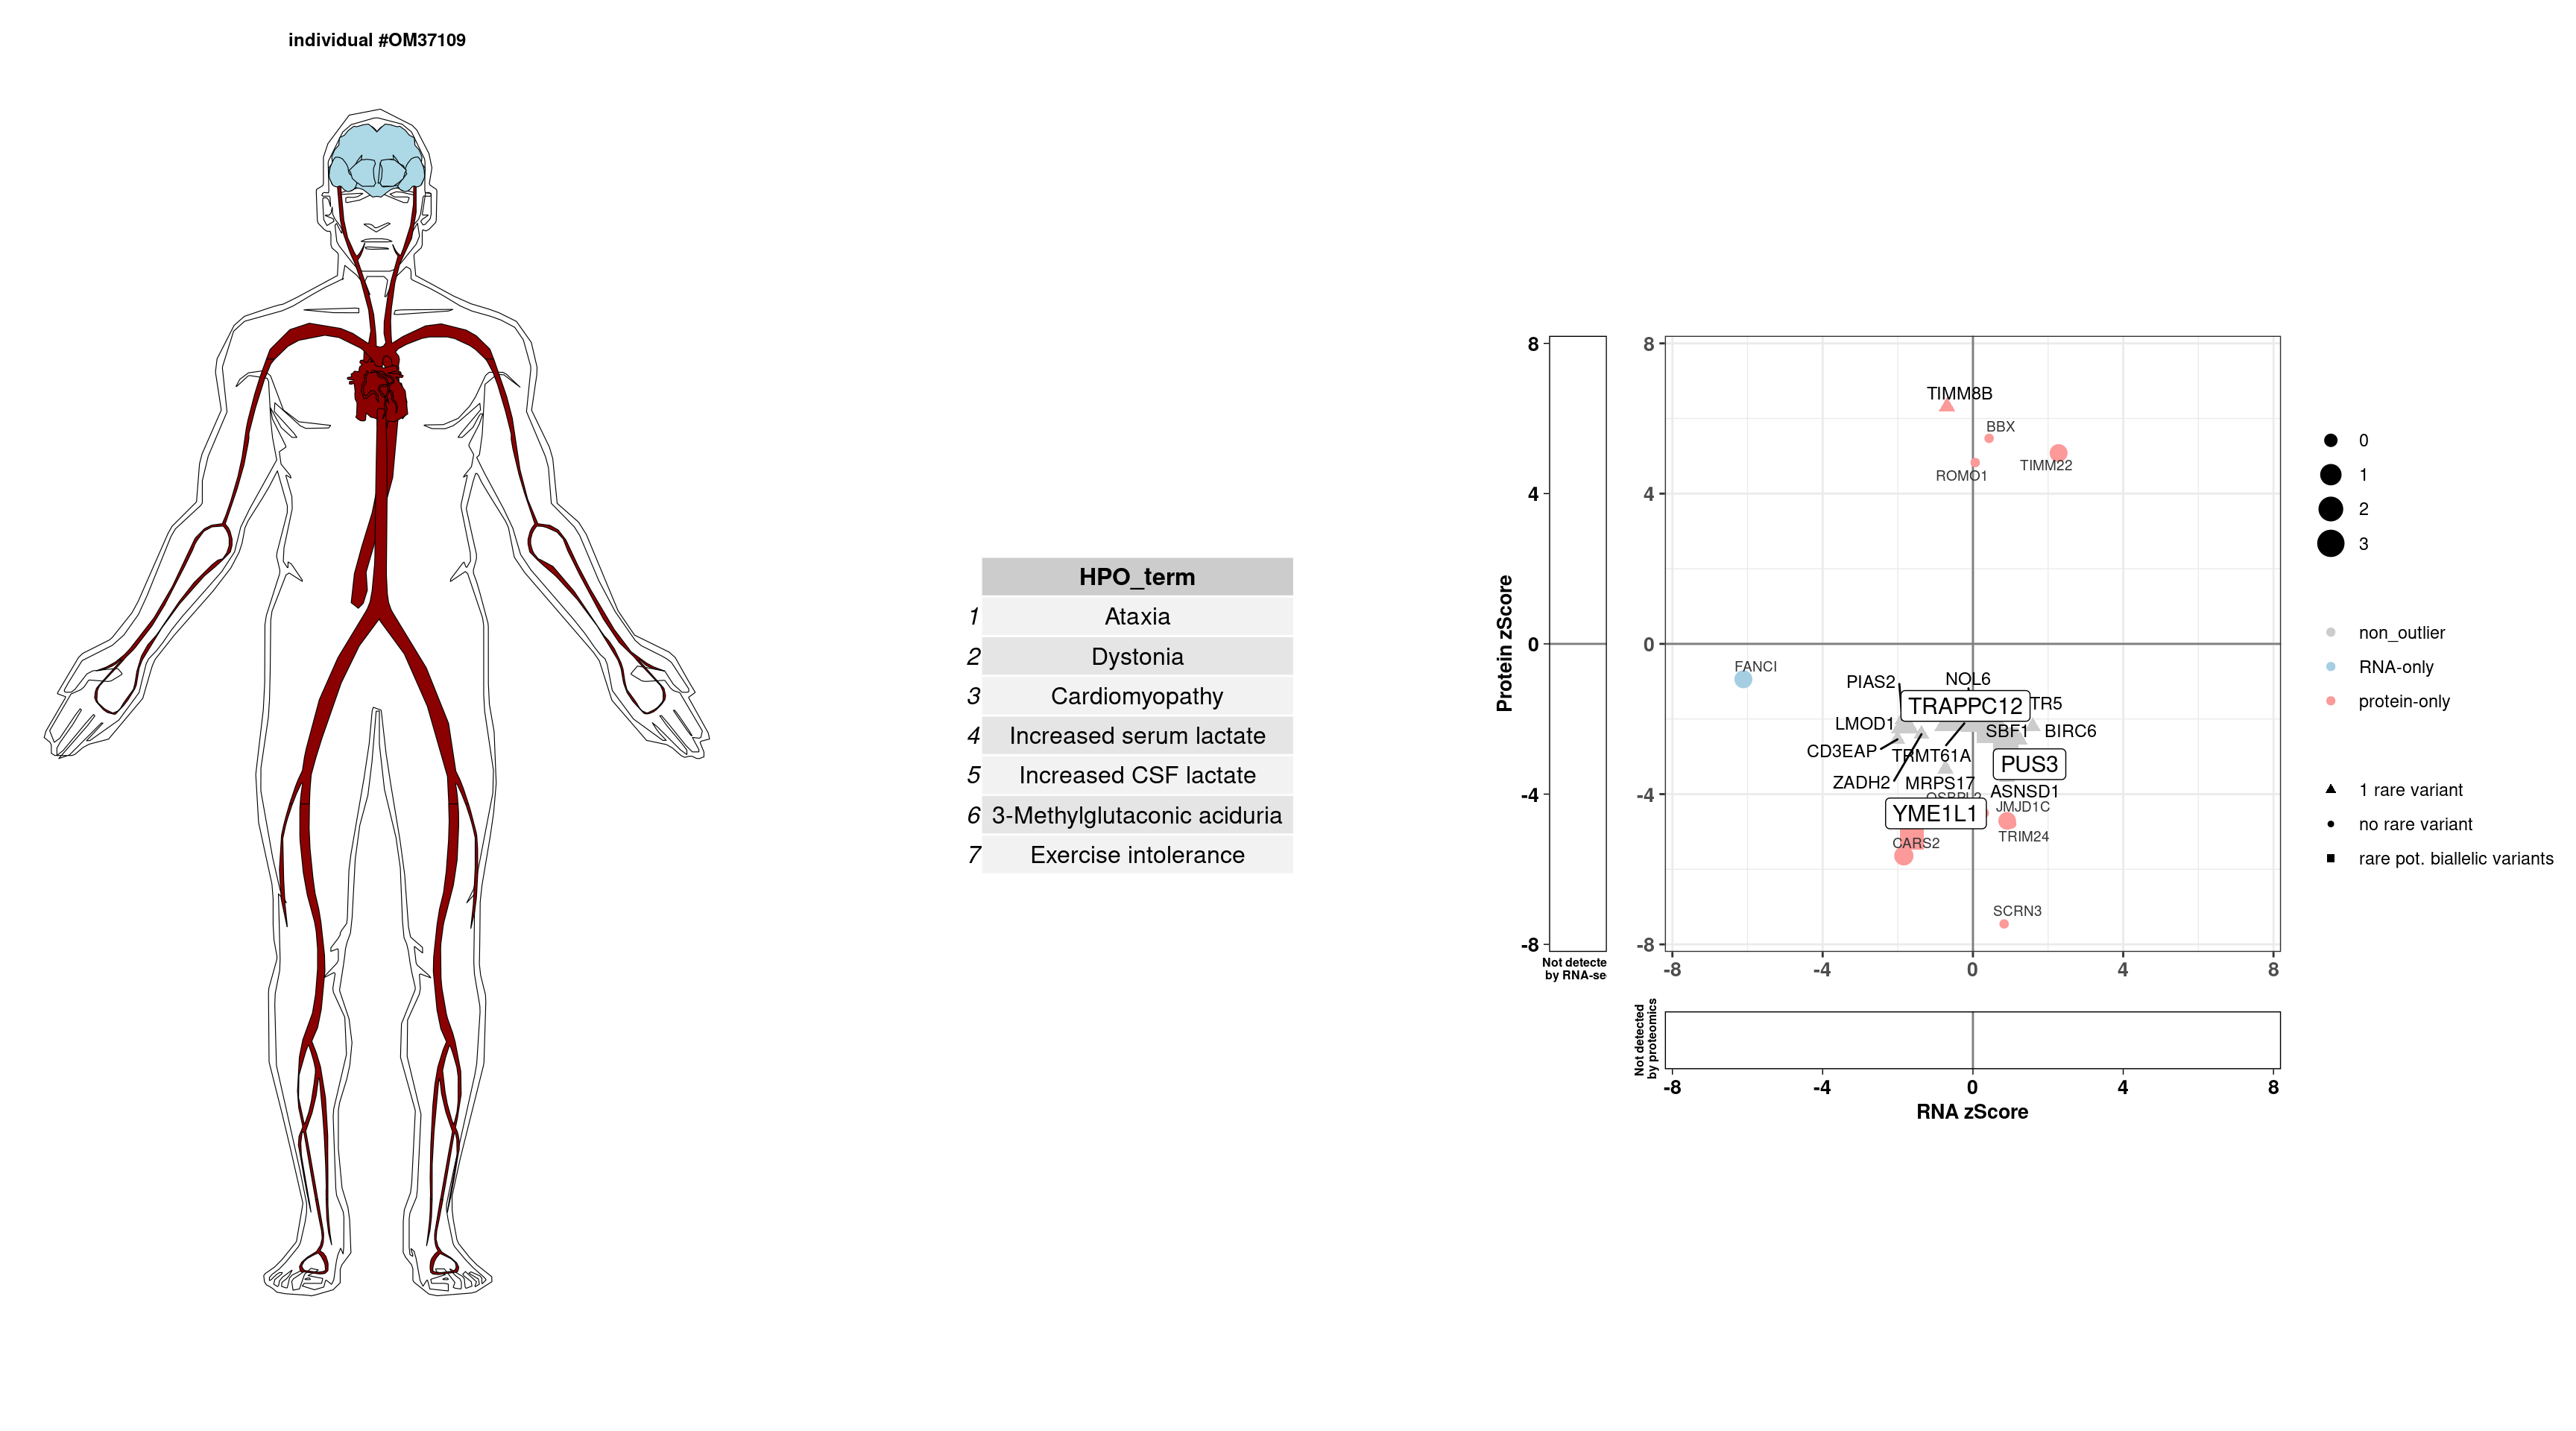 individual #OM37109
HPO_term
1 Ataxia
2 Dystonia
3 Cardiomyopathy
4 Increased serum lactate
5 Increased CSF lactate
6 3-Methylglutaconic aciduria
7 Exercise intolerance
Protein zScore
8
4
0
-4
-8
Not detecte
by RNA-se
8
4
0
-4
-8
TIMM8B
BBX
TIMM22
ROMO1
FANCI
NOL6
PIAS2
TRAPPC12
TR5
LMOD1
SBF1
BIRC6
CD3EAP
TRMT61A
PUS3
ZADH2
MRPS17
ASNSD1
JMJD1C
YME1L1
TRIM24
CARS2
SCRN3
-8 -4 0 4 8
Not detected
by proteomics
-8 -4 0 4 8
RNA zScore
0
1
2
3
non_outlier
RNA-only
protein-only
1 rare variant
no rare variant
rare pot. biallelic variants